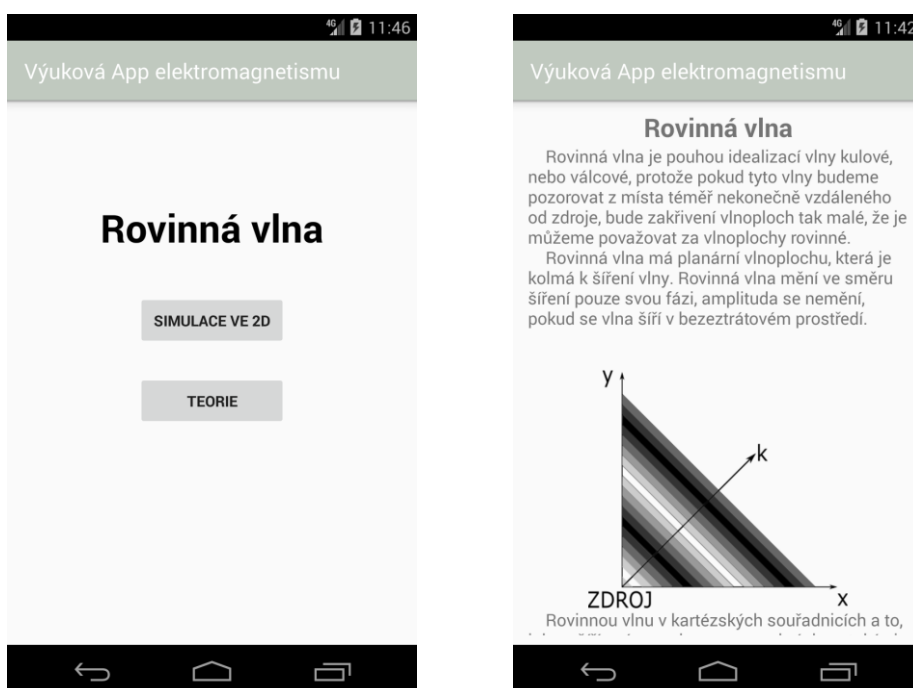 4G 11:46
Výuková App elektromagnetismu
Rovinná vlna
SIMULACE VE 2D
TEORIE
4G 11:42
Výuková App elektromagnetismu
Rovinná vlna
Rovinná vlna je pouhou idealizací vlny kulové,
nebo válcové, protože pokud tyto vlny budeme
pozorovat z místa téměř nekonečně vzdáleného
od zdroje, bude zakřivení vlnoploch tak malé, že je
můžeme považovat za vlnoplochy rovinné.
Rovinná vlna má planární vlnoplochu, která je
kolmá k šíření vlny. Rovinná vlna mění ve směru
šíření pouze svou fázi, amplituda se nemění,
pokud se vlna šíří v bezeztrátovém prostředí.
y
k
ZDROJ
x
Rovinnou vlnu v kartézských souřadnicích a to,